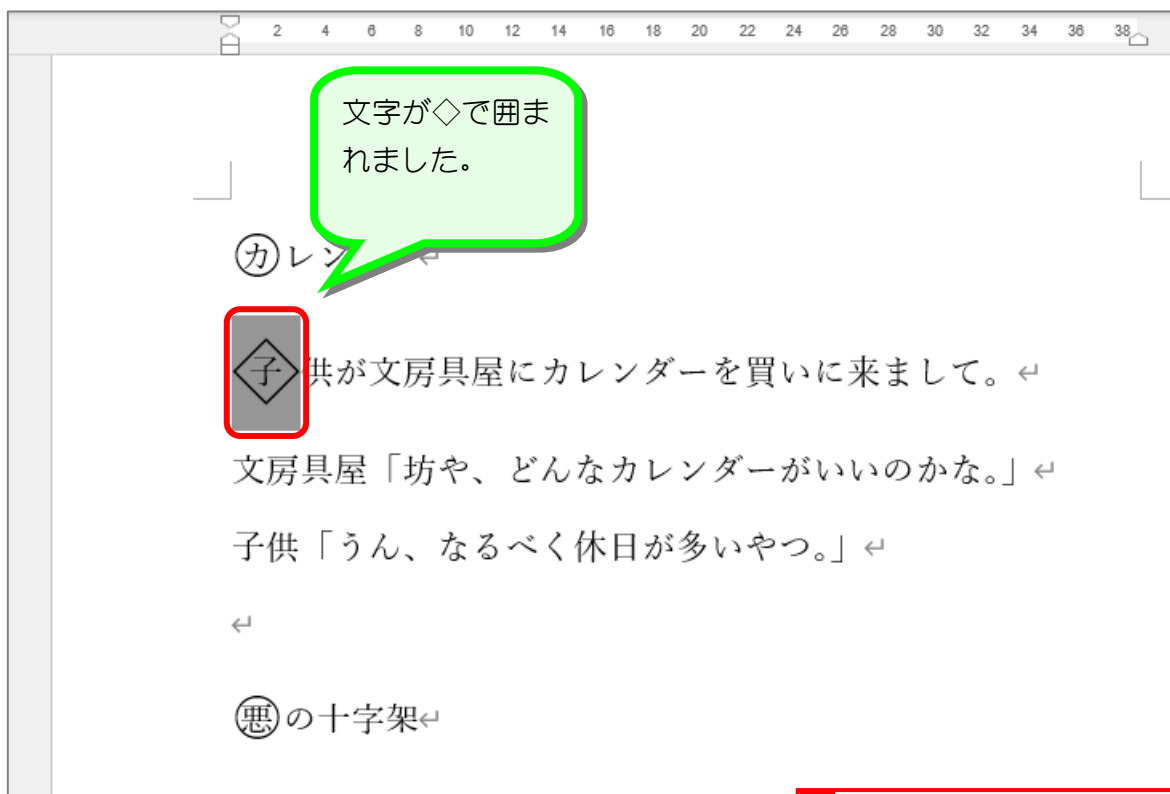 2 4 6 8 10 12 14 16 18 20 22 24 26 28 30 32 34 36 38
文字が◇で囲ま
れました。
㋕レン
子供が文房具屋にカレンダーを買いに来まして。↵
文房具屋「坊や、どんなカレンダーがいいのかな。」↵
子供「うん、なるべく休日が多いやつ。」↵
↵
悪の十字架↵